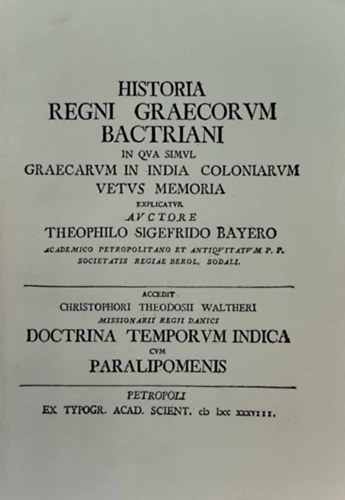 HISTORIA
REGNI GRAECORVM
BACTRIANI
IN QVA SIMVL
GRAECARVM IN INDIA COLONIARVM
VETVS MEMORIA
EXPLICATVR
AVCTORE
THEOPHILO SIGEFRIDO BAYERO
ACADEMICO PETROPOLITANO ET ANTIQVITATVM P. P.
SOCIETATIS REGIAE BEROL. SODALI.
ACCEDIT
CHRISTOPHORI THEODOSII WALTHERI
MISSIONARII REGII DANICI
DOCTRINA TEMPORVM INDICA
CVM
PARALIPOMENIS
PETROPOLI
EX TYPOGR. ACAD. SCIENT. cIɔ Iɔcc xxxvIII.